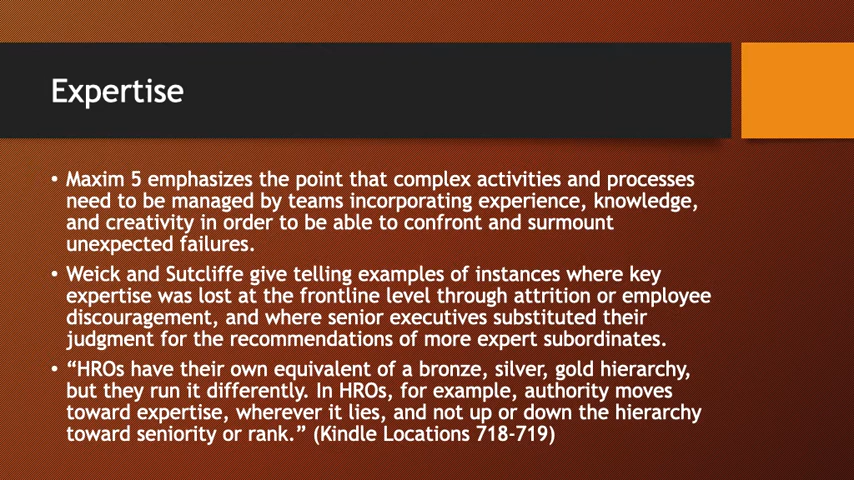 Expertise
• Maxim 5 emphasizes the point that complex activities and processes
need to be managed by teams incorporating experience, knowledge,
and creativity in order to be able to confront and surmount
unexpected failures.
• Weick and Sutcliffe give telling examples of instances where key
expertise was lost at the frontline level through attrition or employee
discouragement, and where senior executives substituted their
judgment for the recommendations of more expert subordinates.
• “HROs have their own equivalent of a bronze, silver, gold hierarchy,
but they run it differently. In HROs, for example, authority moves
toward expertise, wherever it lies, and not up or down the hierarchy
toward seniority or rank.” (Kindle Locations 718-719)